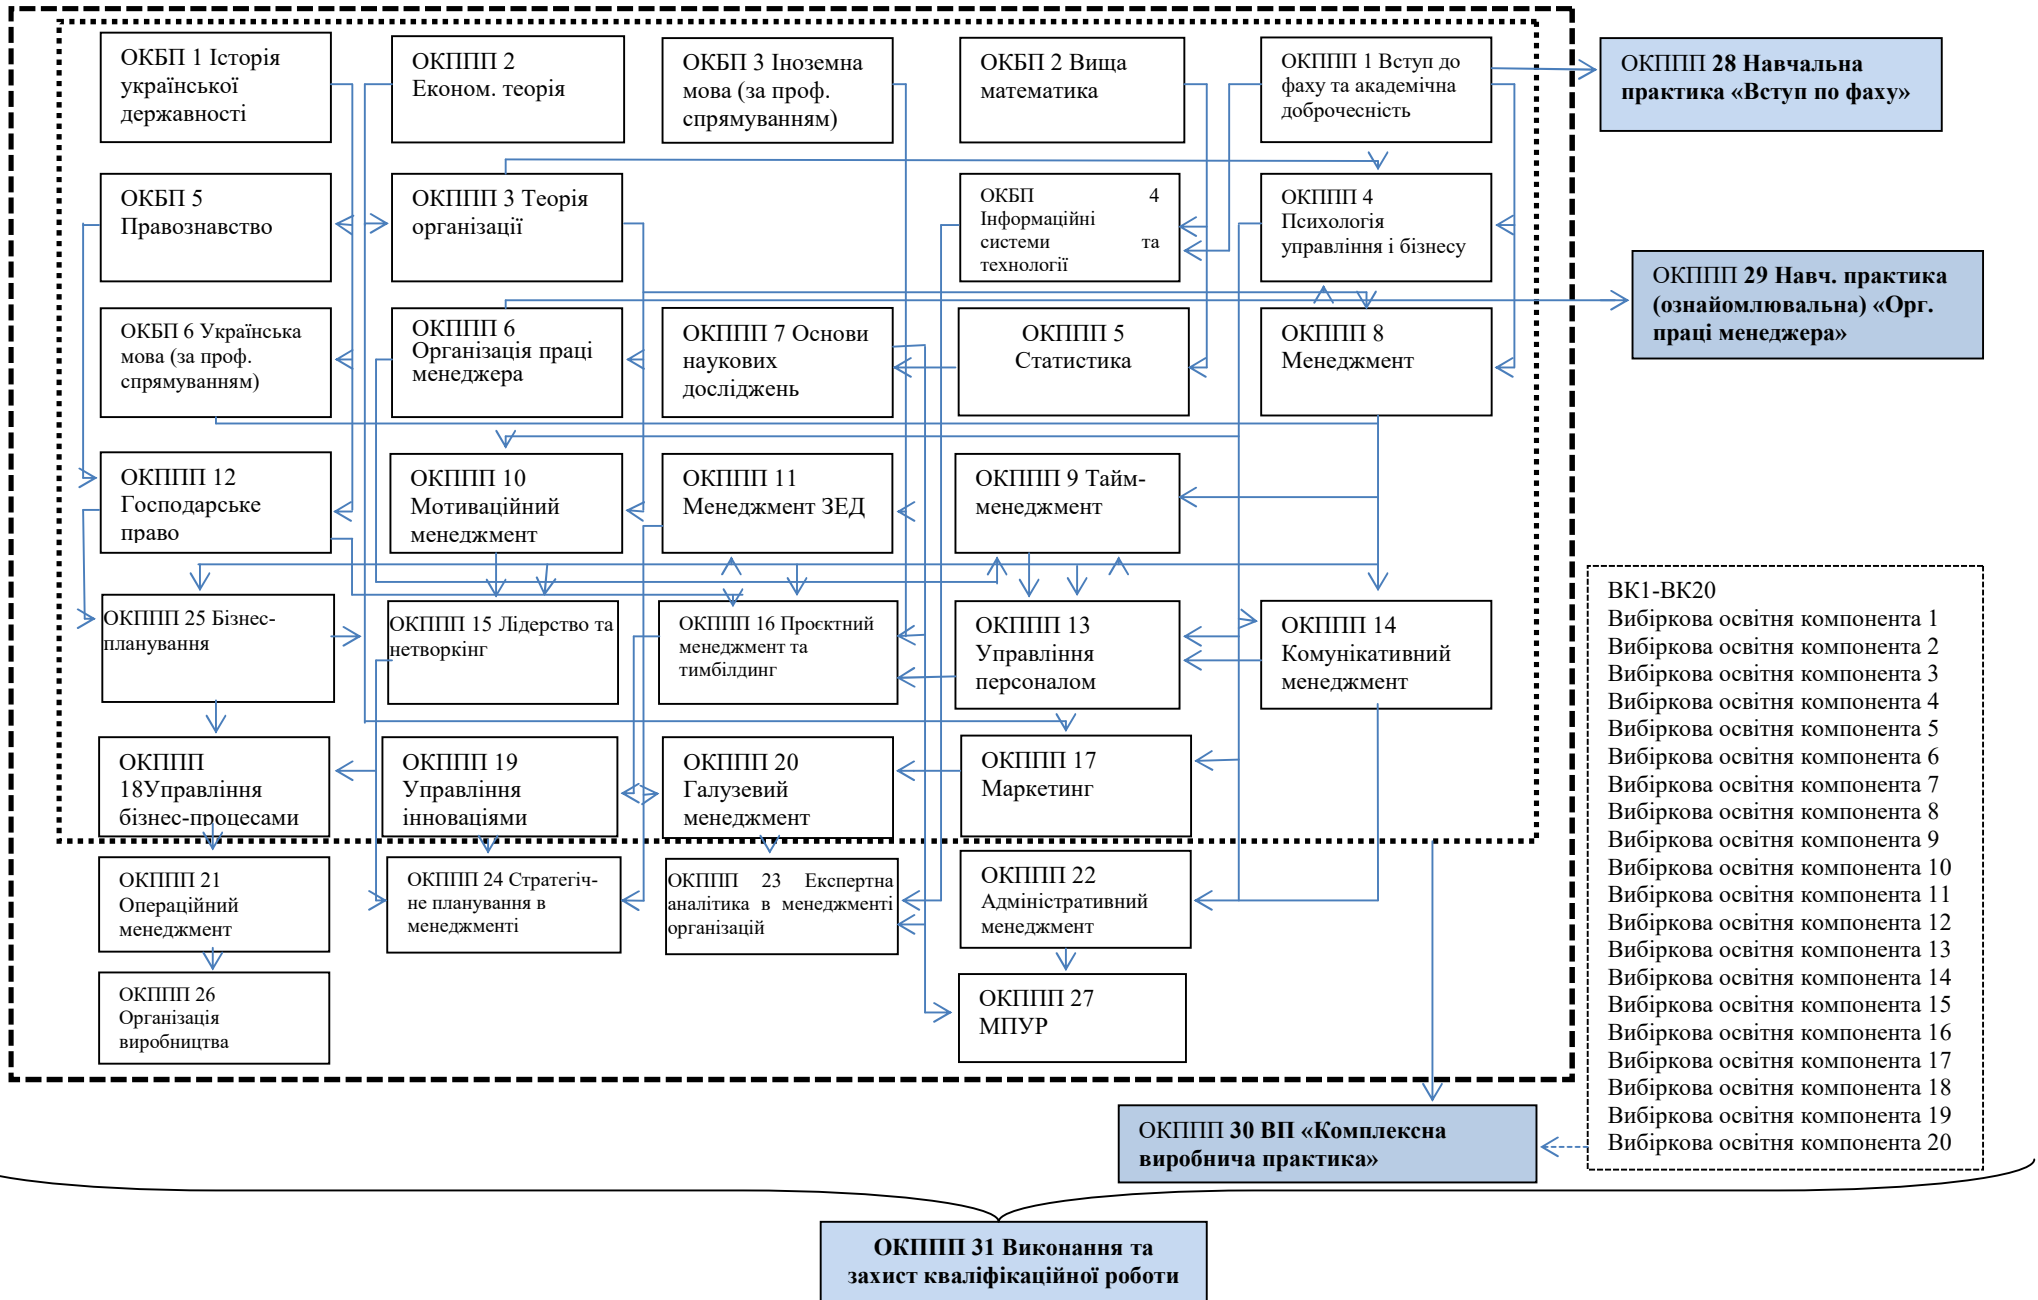 ОКБП 1 Історія
української
державності
ОКППП 2
Економ. теорія
ОКБП 3 Іноземна
мова (за проф.
спрямуванням)
ОКБП 2 Вища
математика
ОКППП 1 Вступ до
фаху та академічна
доброчесність
ОКППП 28 Навчальна
практика «Вступ по фаху»
ОКБП 5
Правознавство
ОКППП 3 Теорія
організації
ОКБП 4
Інформаційні
системи та
технології
ОКППП 4
Психологія
управління і бізнесу
ОКППП 29 Навч. практика
(ознайомлювальна) «Орг.
праці менеджера»
ОКБП 6 Українська
мова (за проф.
спрямуванням)
ОКППП 6
Організація праці
менеджера
ОКППП 7 Основи
наукових
досліджень
ОКППП 5
Статистика
ОКППП 8
Менеджмент
ОКППП 12
Господарське
право
ОКППП 10
Мотиваційний
менеджмент
ОКППП 11
Менеджмент ЗЕД
ОКППП 9 Тайм-
менеджмент
ОКППП 25 Бізнес-
планування
ОКППП 15 Лідерство та
нетворкінг
ОКППП 16 Проєктний
менеджмент та
тимбілдинг
ОКППП 13
Управління
персоналом
ОКППП 14
Комунікативний
менеджмент
ОКППП
18Управління
бізнес-процесами
ОКППП 19
Управління
інноваціями
ОКППП 20
Галузевий
менеджмент
ОКППП 17
Маркетинг
ОКППП 21
Операційний
менеджмент
ОКППП 24 Стратегіч-
не планування в
менеджменті
ОКППП 23 Експертна
аналітика в менеджменті
організацій
ОКППП 22
Адміністративний
менеджмент
ОКППП 26
Організація
виробництва
ОКППП 27
МПУР
ВК1-ВК20
Вибіркова освітня компонента 1
Вибіркова освітня компонента 2
Вибіркова освітня компонента 3
Вибіркова освітня компонента 4
Вибіркова освітня компонента 5
Вибіркова освітня компонента 6
Вибіркова освітня компонента 7
Вибіркова освітня компонента 8
Вибіркова освітня компонента 9
Вибіркова освітня компонента 10
Вибіркова освітня компонента 11
Вибіркова освітня компонента 12
Вибіркова освітня компонента 13
Вибіркова освітня компонента 14
Вибіркова освітня компонента 15
Вибіркова освітня компонента 16
Вибіркова освітня компонента 17
Вибіркова освітня компонента 18
Вибіркова освітня компонента 19
Вибіркова освітня компонента 20
ОКППП 30 ВП «Комплексна
виробнича практика»
ОКППП 31 Виконання та
захист кваліфікаційної роботи